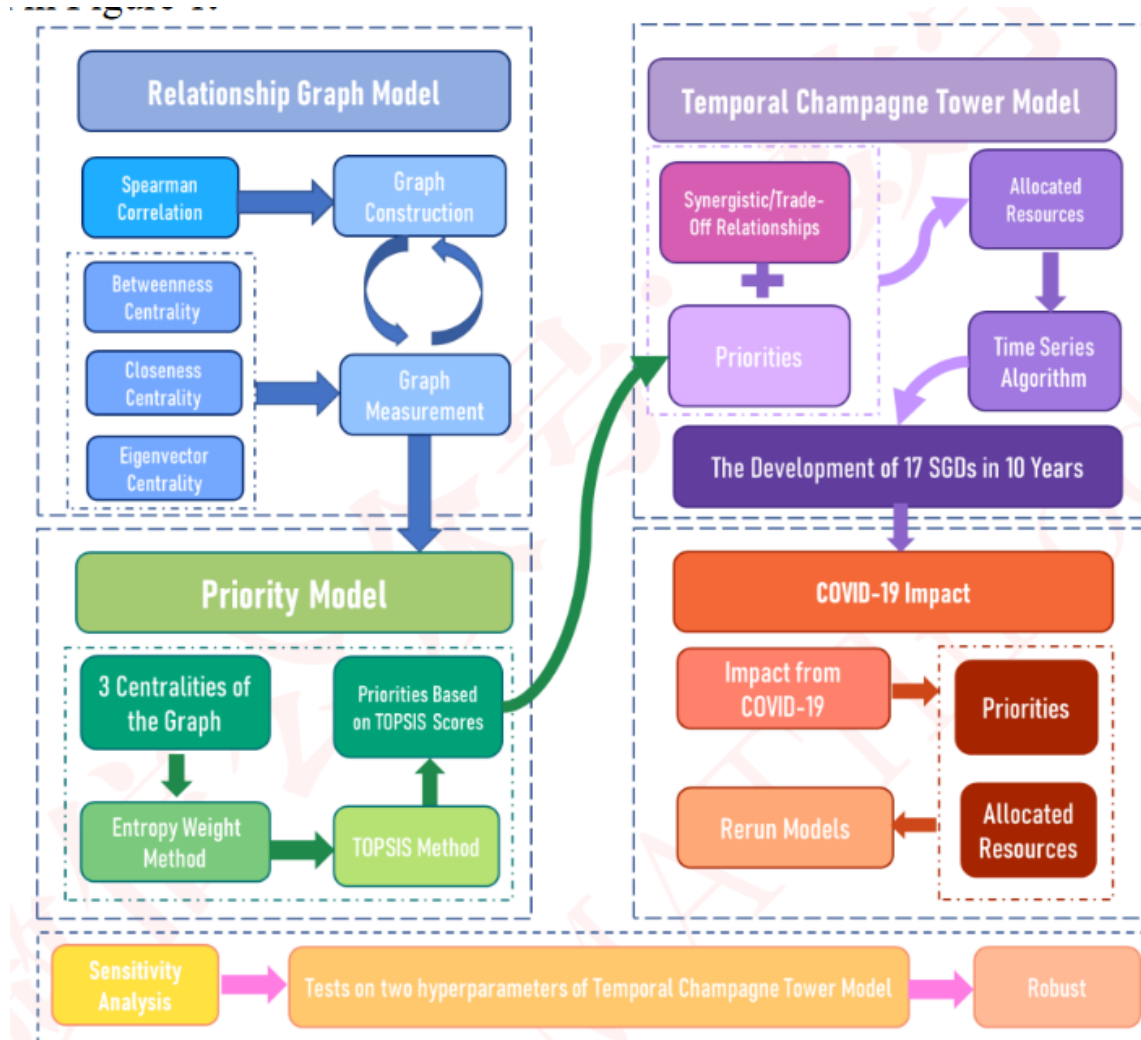 in Figure 1.
Relationship Graph Model
Spearman
Correlation
Graph
Construction
Betweenness
Centrality
Closeness
Centrality
Eigenvector
Centrality
Graph
Measurement
Priority Model
3 Centralities of
the Graph
Priorities Based
on TOPSIS Scores
Entropy Weight
Method
TOPSIS Method
Temporal Champagne Tower Model
Synergistic/Trade-
Off Relationships
Priorities
Allocated
Resources
Time Series
Algorithm
The Development of 17 SGDs in 10 Years
COVID-19 Impact
Impact from
COVID-19
Priorities
Rerun Models
Allocated
Resources
Sensitivity
Analysis
Tests on two hyperparameters of Temporal Champagne Tower Model
Robust